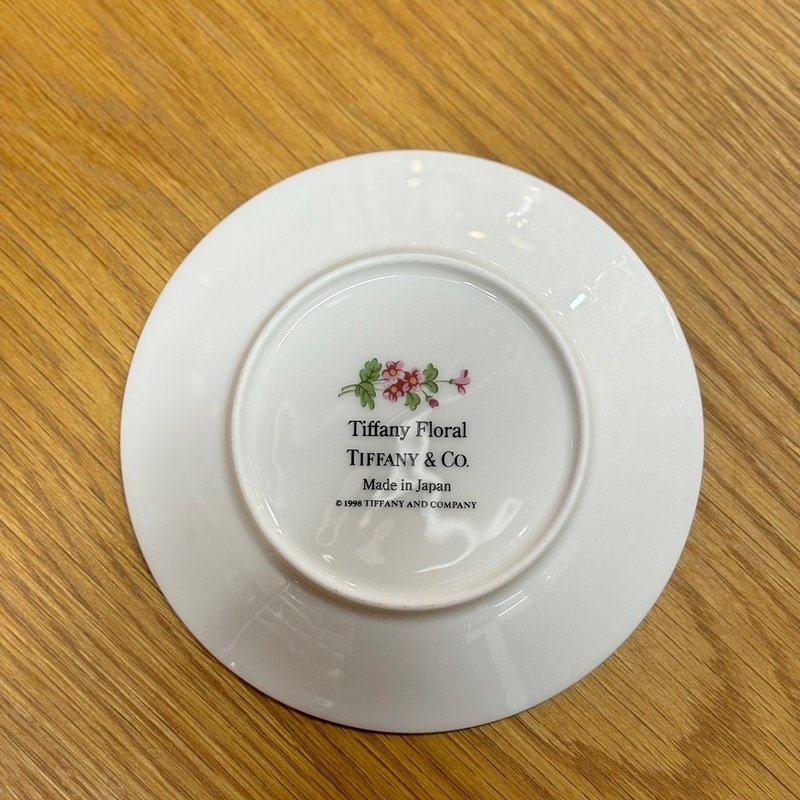 Tiffany Floral
TIFFANY & CO.
Made in Japan
© 1998 TIFFANY AND COMPANY